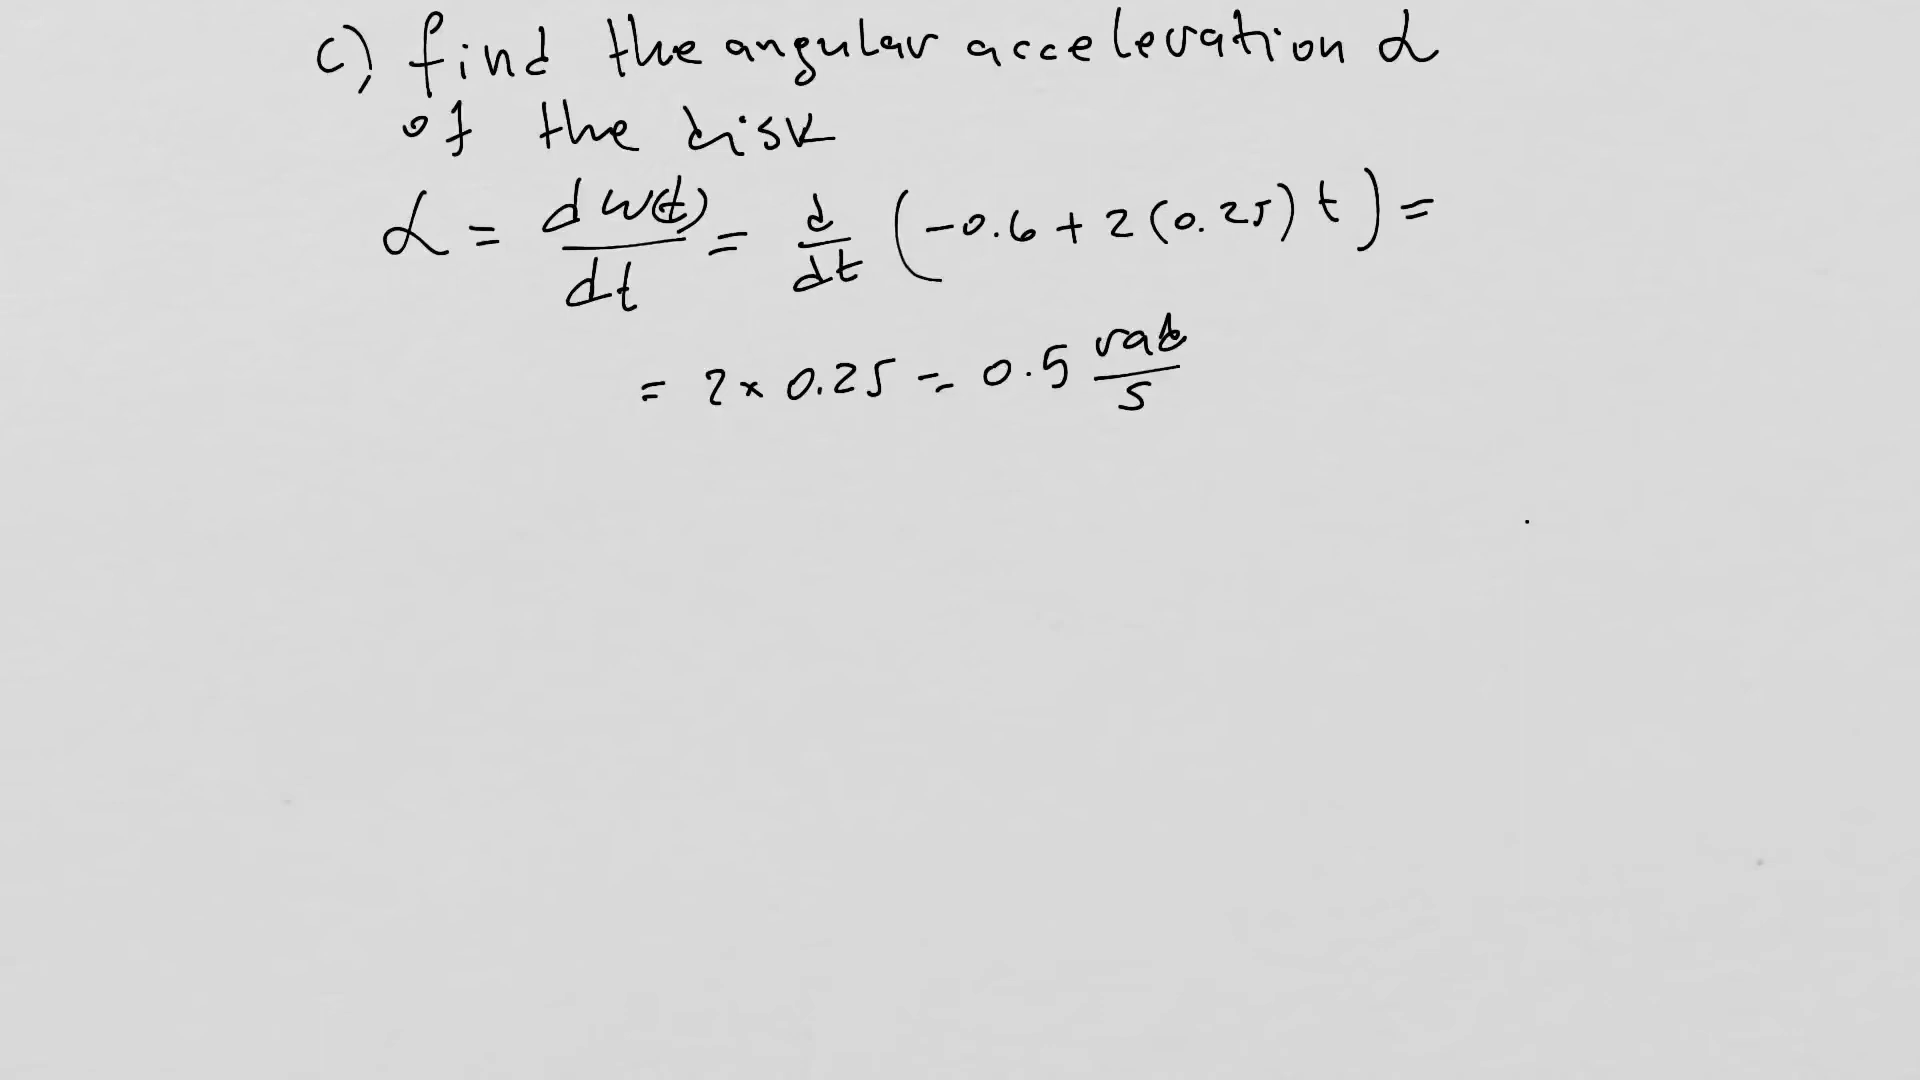 c), find the angular acceleration α
of the disk
α = dω(t)/dt = d/dt (-0.6 + 2(0.25)t) =
= 2 × 0.25 = 0.5 rad/s